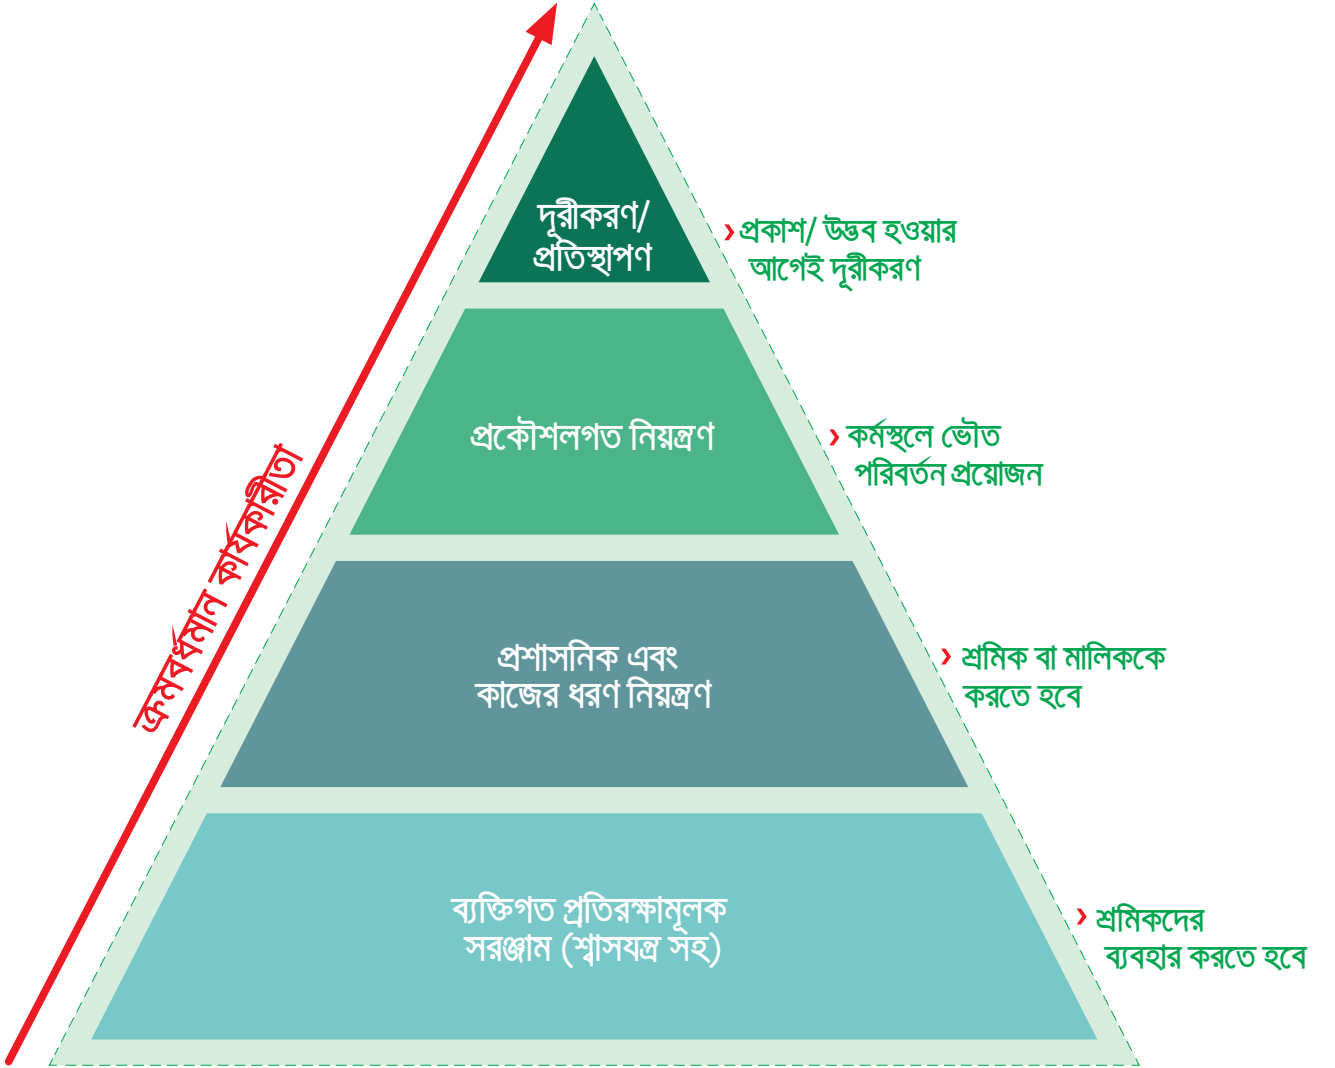 দূরীকরণ/
প্রতিস্থাপণ
›প্রকাশ/ উদ্ভব হওয়ার
আগেই দূরীকরণ
প্রকৌশলগত নিয়ন্ত্রণ
› কর্মস্থলে ভৌত
পরিবর্তন প্রয়োজন
ক্রমবর্ধমান কার্যকারীতা
প্রশাসনিক এবং
কাজের ধরণ নিয়ন্ত্রণ
› শ্রমিক বা মালিককে
করতে হবে
ব্যক্তিগত প্রতিরক্ষামূলক
সরঞ্জাম (শ্বাসযন্ত্র সহ)
› শ্রমিকদের
ব্যবহার করতে হবে